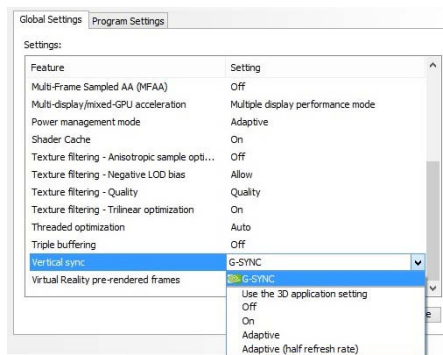 Global Settings Program Settings
Settings:
Feature Setting
Multi-Frame Sampled AA (MFAA) Off
Multi-display/mixed-GPU acceleration Multiple display performance mode
Power management mode Adaptive
Shader Cache On
Texture filtering - Anisotropic sample opti... Off
Texture filtering - Negative LOD bias Allow
Texture filtering - Quality Quality
Texture filtering - Trilinear optimization On
Threaded optimization Auto
Triple buffering Off
Vertical sync G-SYNC
Virtual Reality pre-rendered frames G-SYNC
Use the 3D application setting
Off
On
Adaptive
Adaptive (half refresh rate)
e